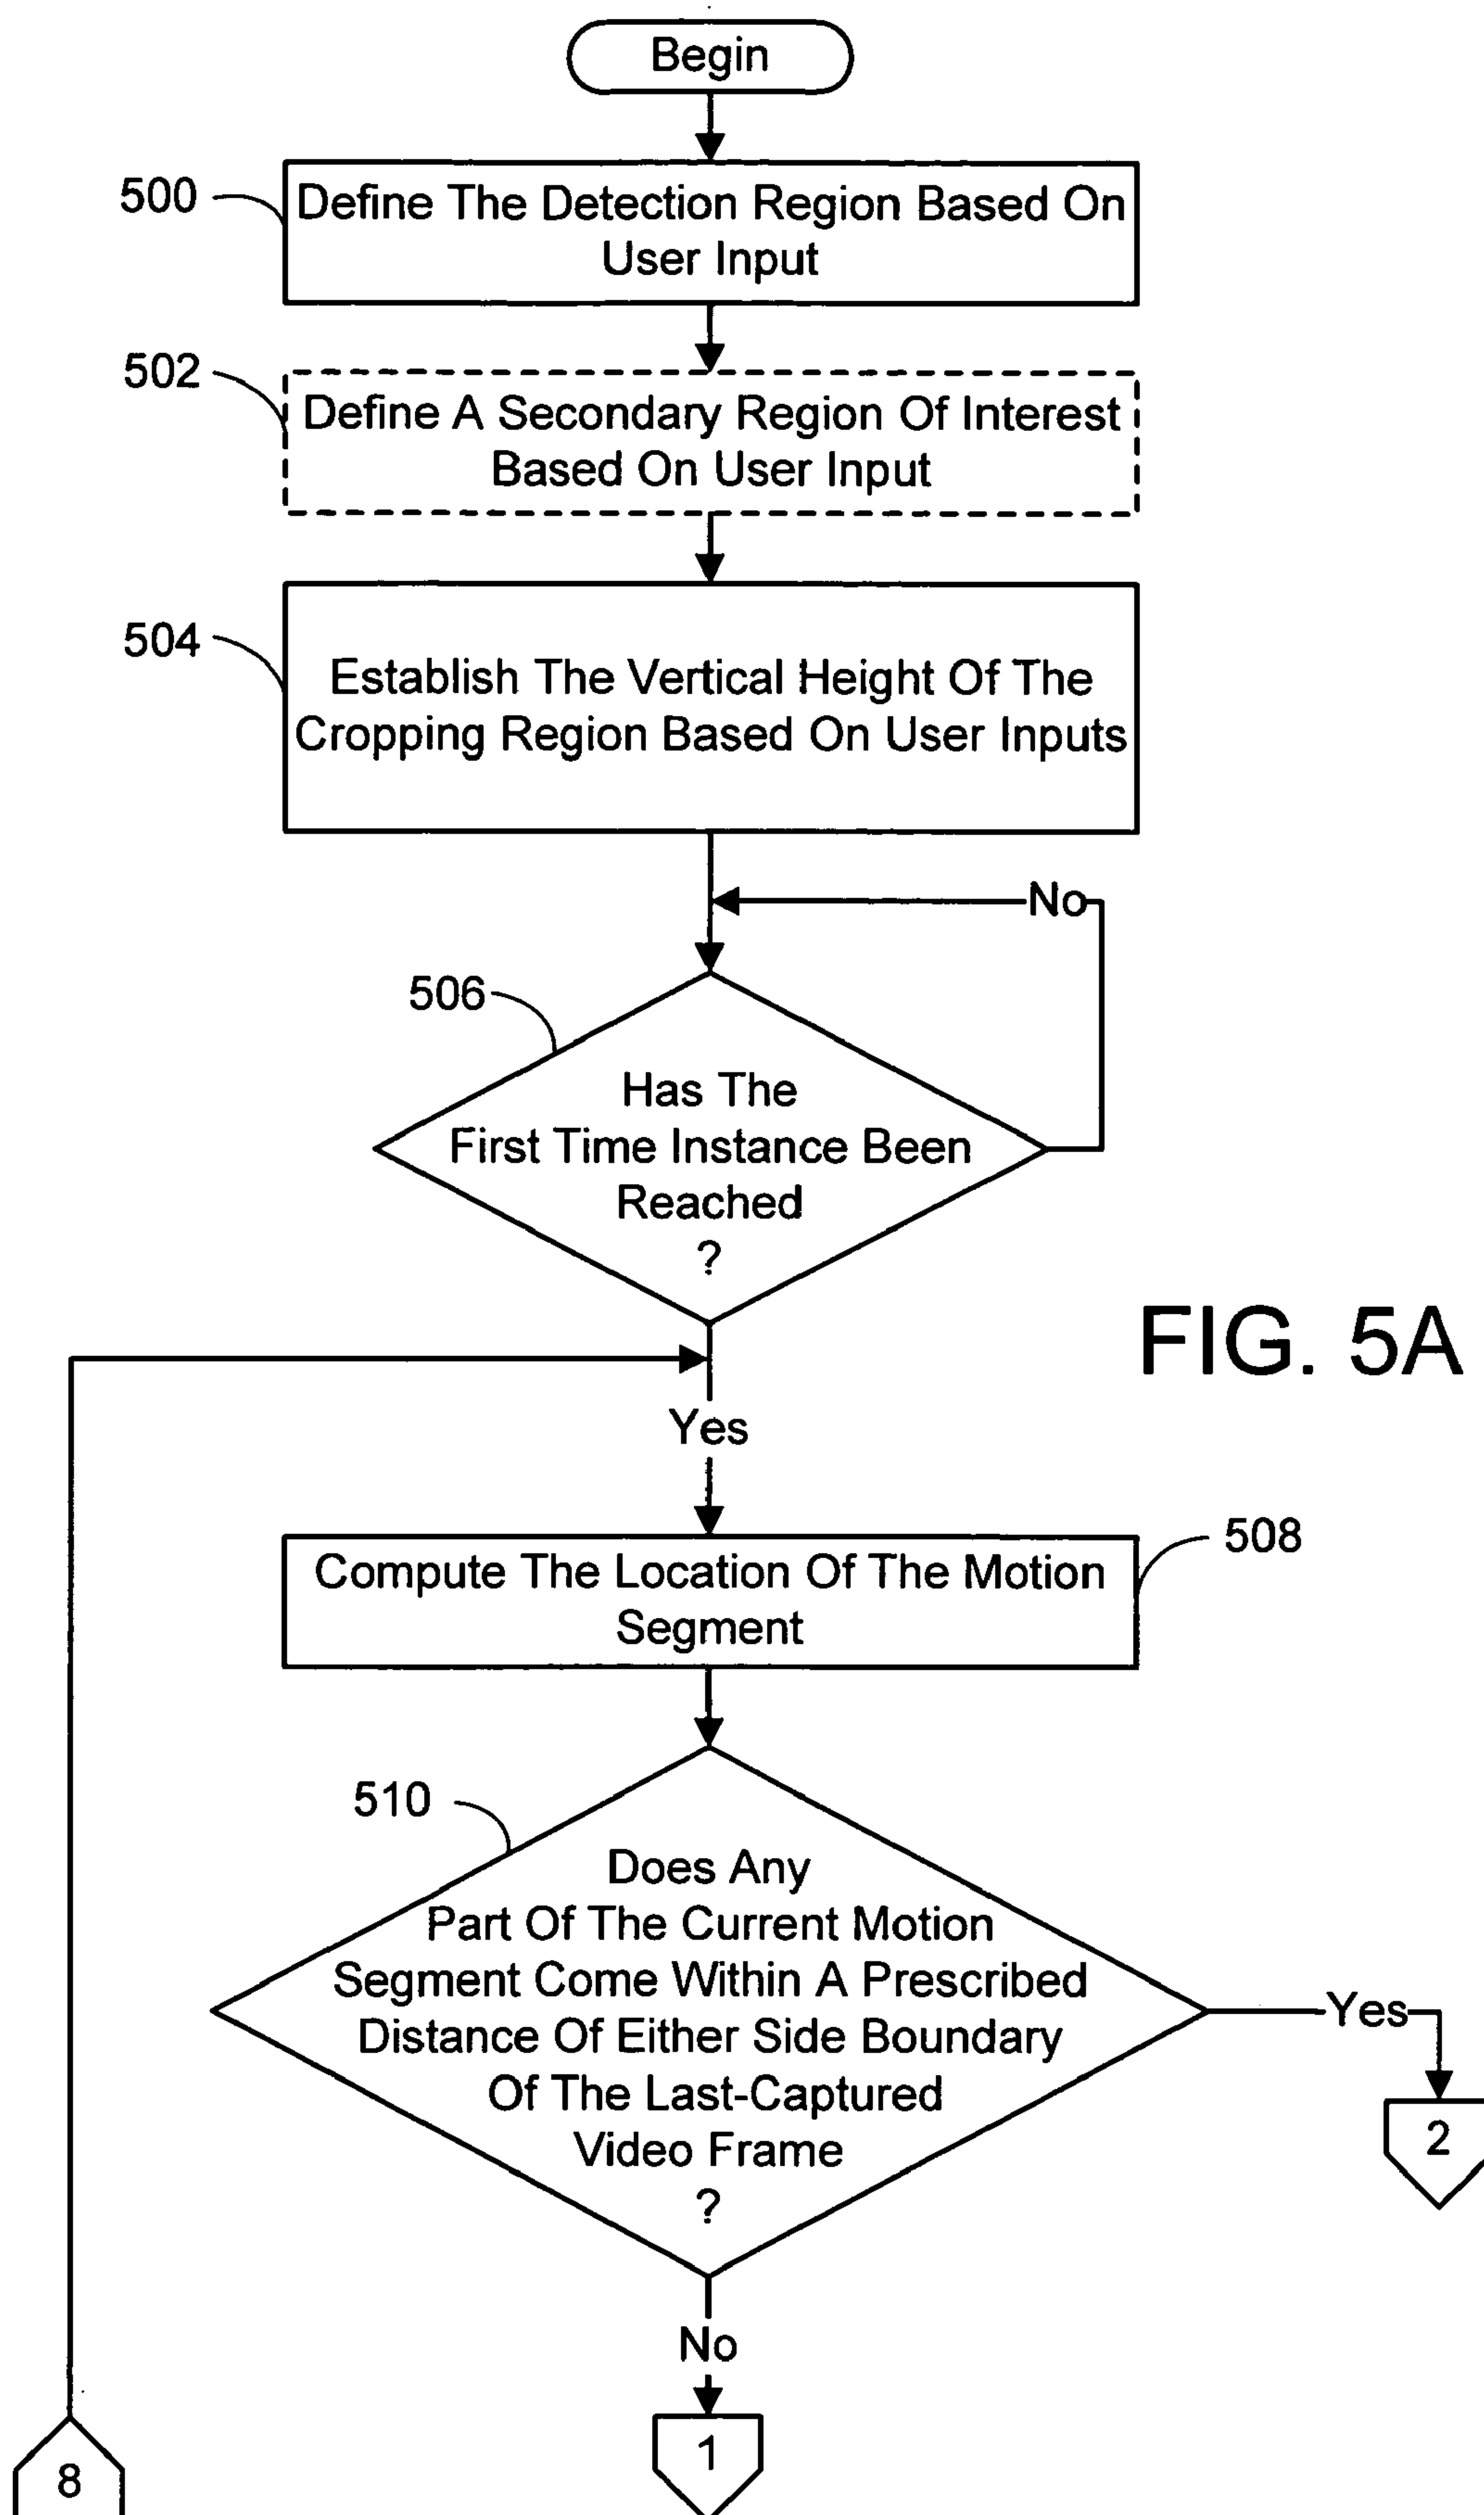 Begin
500
Define The Detection Region Based On
User Input
502
Define A Secondary Region Of Interest
Based On User Input
504
Establish The Vertical Height Of The
Cropping Region Based On User Inputs
No
506
Has The
First Time Instance Been
Reached
?
FIG. 5A
Yes
508
Compute The Location Of The Motion
Segment
510
Does Any
Part Of The Current Motion
Segment Come Within A Prescribed
Distance Of Either Side Boundary
Of The Last-Captured
Video Frame
?
Yes
2
No
1
8